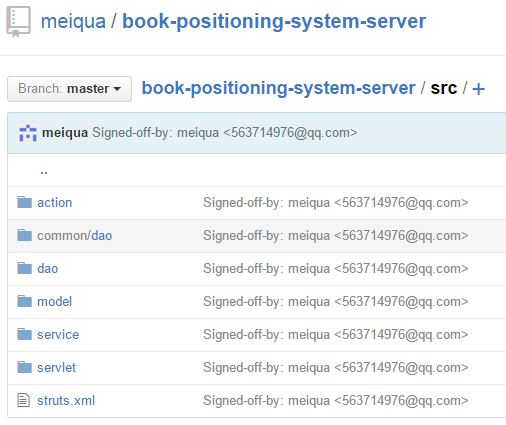 meiqua / book-positioning-system-server
Branch: master book-positioning-system-server / src / +
meiqua Signed-off-by: meiqua <563714976@qq.com>
..
action Signed-off-by: meiqua <563714976@qq.com>
common/dao Signed-off-by: meiqua <563714976@qq.com>
dao Signed-off-by: meiqua <563714976@qq.com>
model Signed-off-by: meiqua <563714976@qq.com>
service Signed-off-by: meiqua <563714976@qq.com>
servlet Signed-off-by: meiqua <563714976@qq.com>
struts.xml Signed-off-by: meiqua <563714976@qq.com>